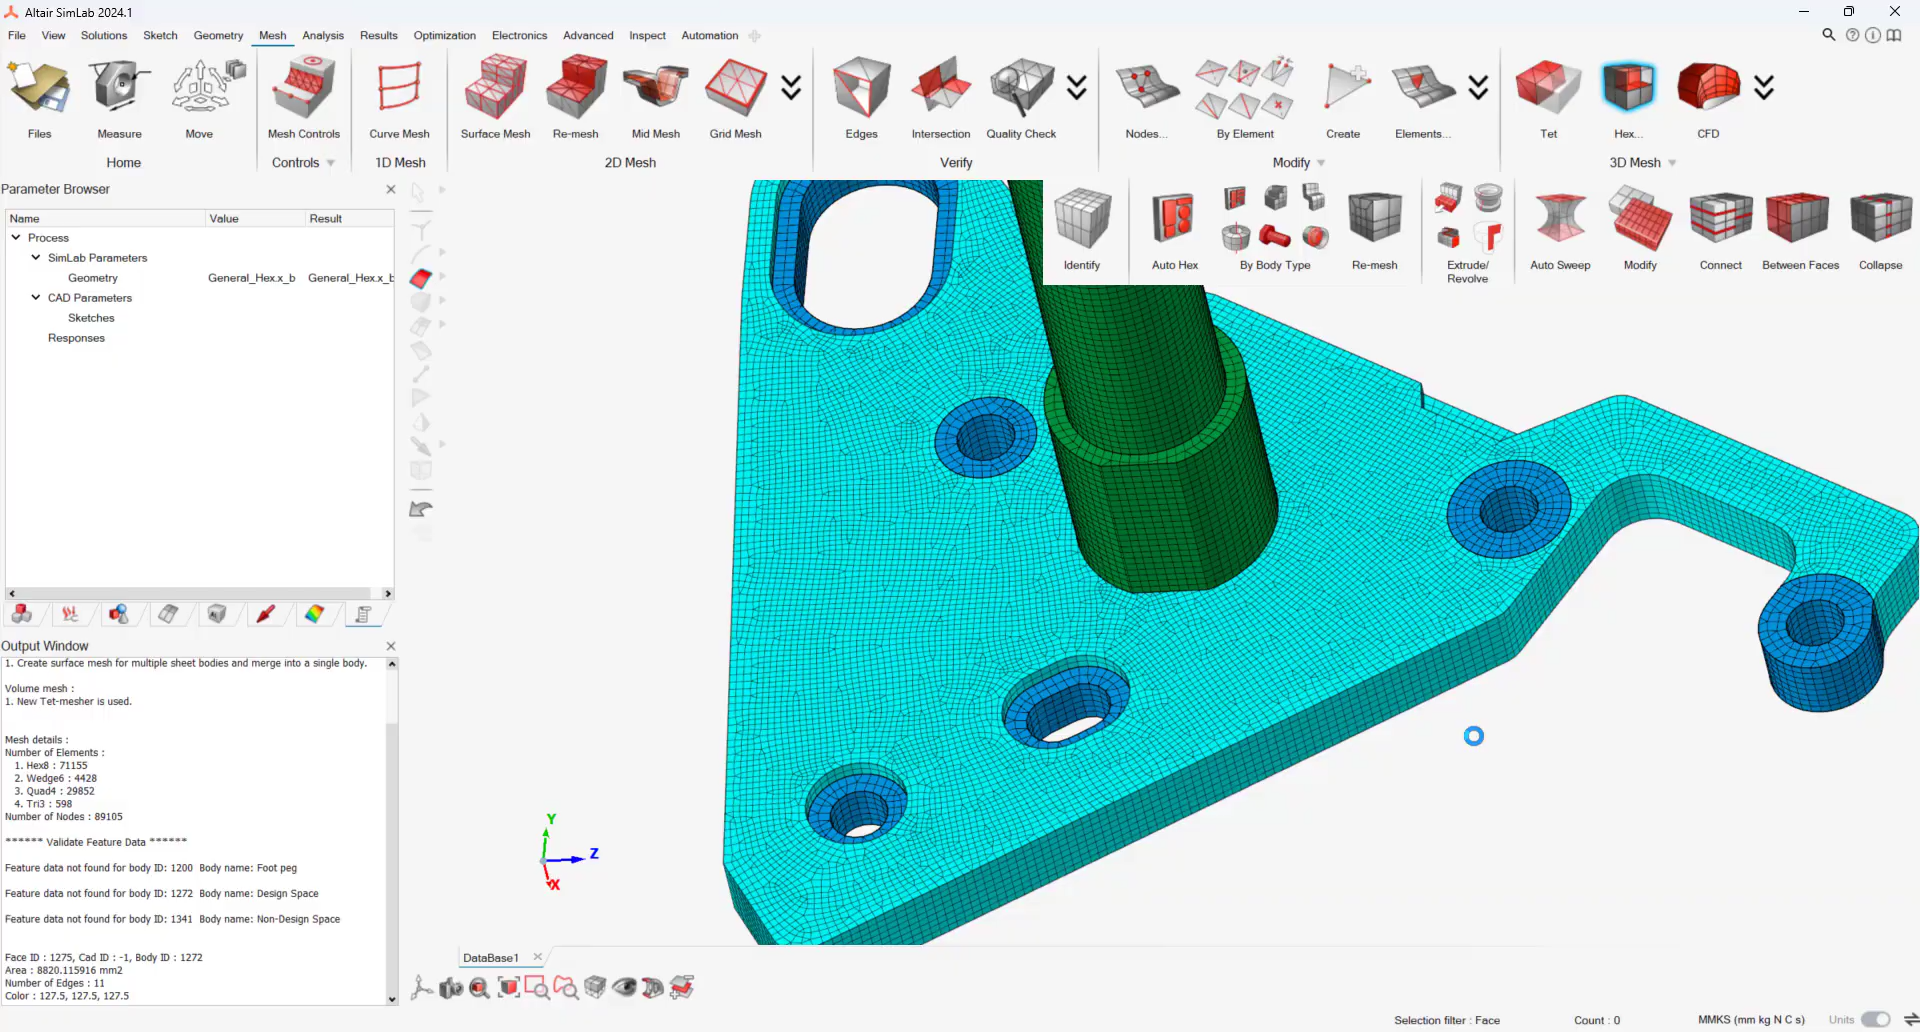 Altair SimLab 2024.1
File View Solutions Sketch Geometry Mesh Analysis Results Optimization Electronics Advanced Inspect Automation
Files Measure Move Mesh Controls Curve Mesh Surface Mesh Re-mesh Mid Mesh Grid Mesh Edges Intersection Quality Check Nodes... By Element Create Elements... Tet Hex... CFD
Home Controls 1D Mesh 2D Mesh Verify Modify 3D Mesh
Identify Auto Hex By Body Type Re-mesh Extrude/ Auto Sweep Modify Connect Between Faces Collapse
Revolve
Parameter Browser
Name Value Result
Process
SimLab Parameters
Geometry General_Hex.x_b General_Hex.x_b
CAD Parameters
Sketches
Responses
Output Window
1. Create surface mesh for multiple sheet bodies and merge into a single body.
Volume mesh :
1. New Tet-mesher is used.
Mesh details :
Number of Elements :
1. Hex8 : 71155
2. Wedge6 : 4428
3. Quad4 : 29852
4. Tri3 : 598
Number of Nodes : 89105
****** Validate Feature Data ******
Feature data not found for body ID: 1200 Body name: Foot peg
Feature data not found for body ID: 1272 Body name: Design Space
Feature data not found for body ID: 1341 Body name: Non-Design Space
Face ID : 1275, Cad ID : -1, Body ID : 1272
Area : 8820.115916 mm2
Number of Edges : 11
Color : 127.5, 127.5, 127.5
Y
Z
X
DataBase1
Selection filter : Face Count : 0 MMKS (mm kg N C s) Units